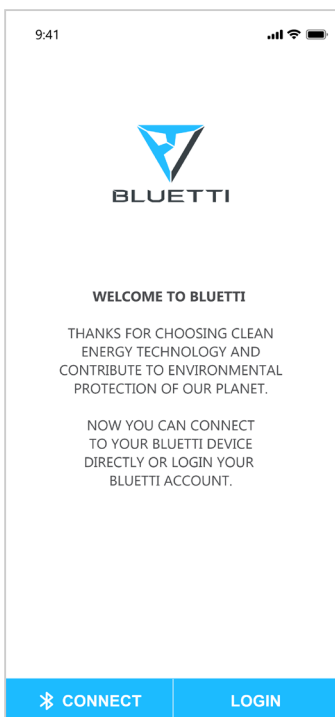 9:41
BLUETTI
WELCOME TO BLUETTI
THANKS FOR CHOOSING CLEAN
ENERGY TECHNOLOGY AND
CONTRIBUTE TO ENVIRONMENTAL
PROTECTION OF OUR PLANET.
NOW YOU CAN CONNECT
TO YOUR BLUETTI DEVICE
DIRECTLY OR LOGIN YOUR
BLUETTI ACCOUNT.
CONNECT LOGIN